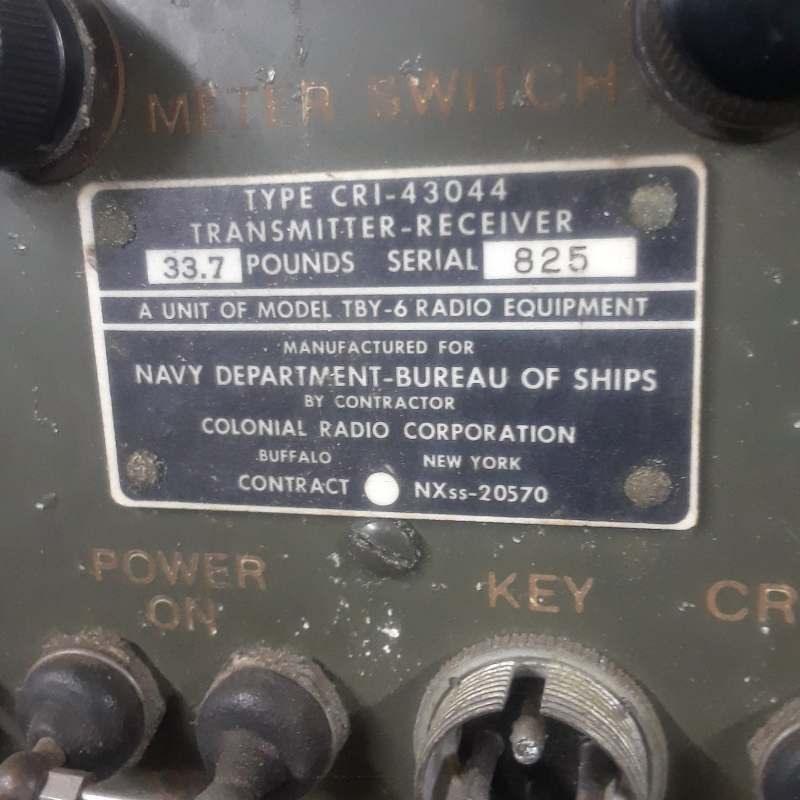 METER SWITCH
TYPE CRI-43044
TRANSMITTER-RECEIVER
33.7 POUNDS SERIAL 825
A UNIT OF MODEL TBY-6 RADIO EQUIPMENT
MANUFACTURED FOR
NAVY DEPARTMENT-BUREAU OF SHIPS
BY CONTRACTOR
COLONIAL RADIO CORPORATION
BUFFALO NEW YORK
CONTRACT NXss-20570
POWER
ON
KEY
CR